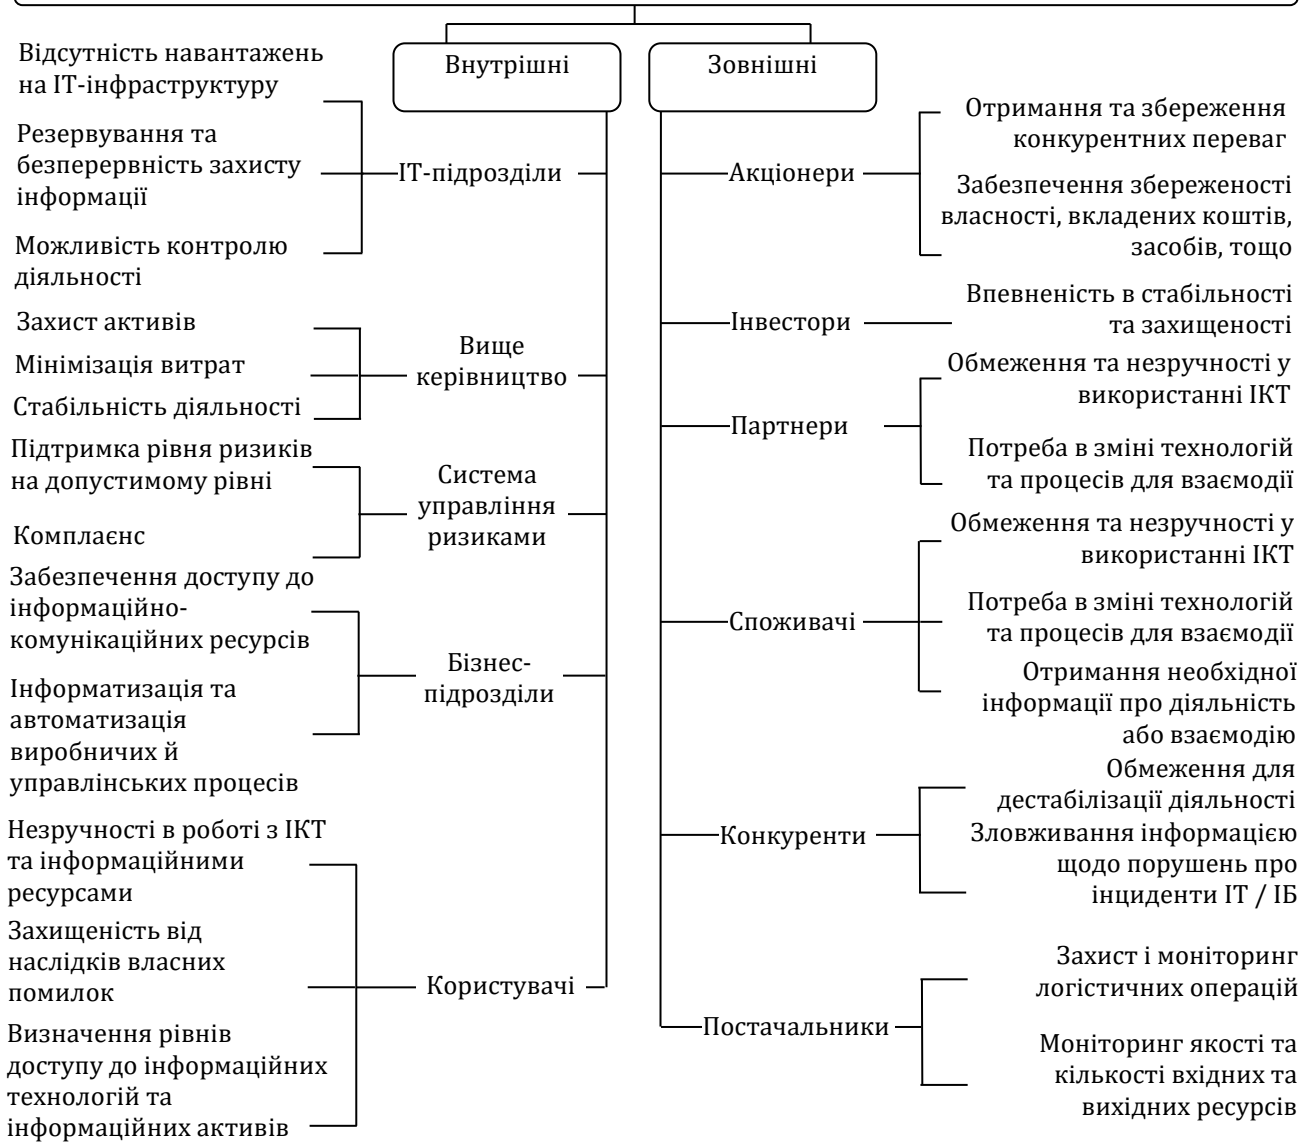 Внутрішні
Відсутність навантажень
на ІТ-інфраструктуру
Резервування та
безперервність захисту
інформації
Можливість контролю
діяльності
ІТ-підрозділи
Захист активів
Мінімізація витрат
Стабільність діяльності
Вище
керівництво
Підтримка рівня ризиків
на допустимому рівні
Комплаєнс
Система
управління
ризиками
Забезпечення доступу до
інформаційно-
комунікаційних ресурсів
Інформатизація та
автоматизація
виробничих й
управлінських процесів
Бізнес-
підрозділи
Незручності в роботі з ІКТ
та інформаційними
ресурсами
Захищеність від
наслідків власних
помилок
Визначення рівнів
доступу до інформаційних
технологій та
інформаційних активів
Користувачі
Зовнішні
Акціонери
Отримання та збереження
конкурентних переваг
Забезпечення збереженості
власності, вкладених коштів,
засобів, тощо
Інвестори
Впевненість в стабільності
та захищеності
Партнери
Обмеження та незручності у
використанні ІКТ
Потреба в зміні технологій
та процесів для взаємодії
Споживачі
Обмеження та незручності у
використанні ІКТ
Потреба в зміні технологій
та процесів для взаємодії
Отримання необхідної
інформації про діяльність
або взаємодію
Конкуренти
Обмеження для
дестабілізації діяльності
Зловживання інформацією
щодо порушень про
інциденти ІТ / ІБ
Постачальники
Захист і моніторинг
логістичних операцій
Моніторинг якості та
кількості вхідних та
вихідних ресурсів